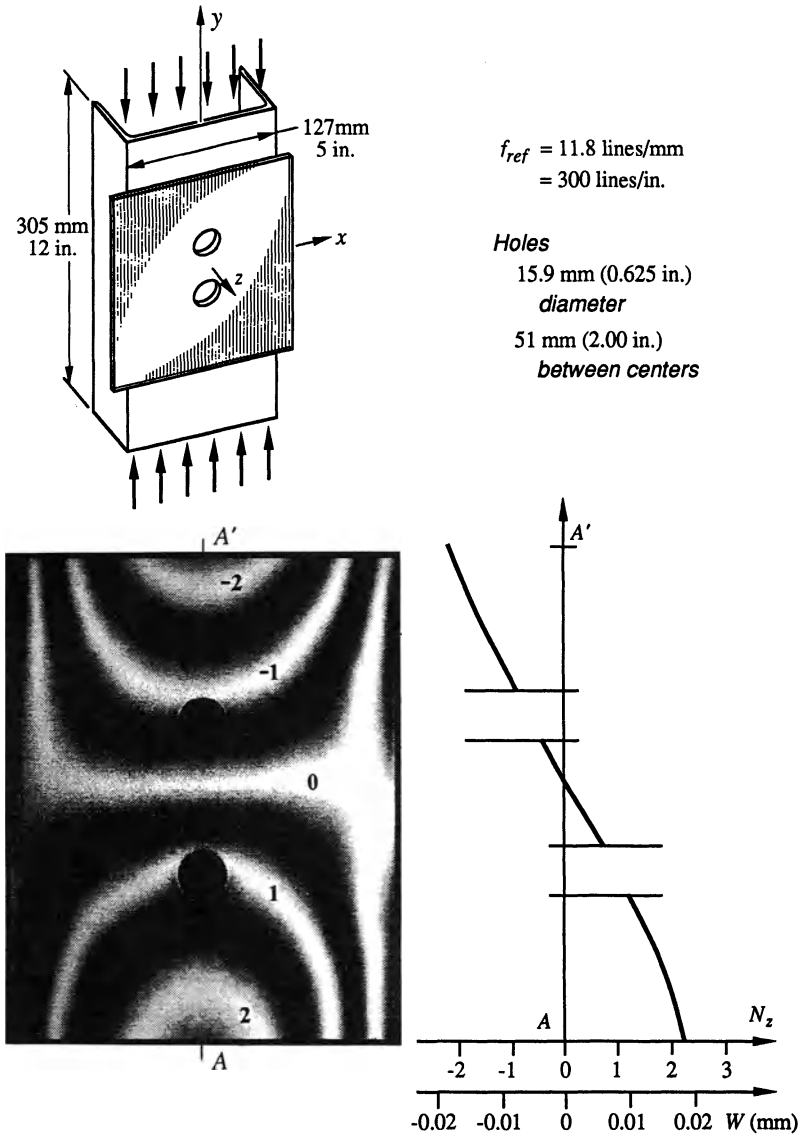 y
127mm
5 in.
305 mm
12 in.
x
z
f_ref = 11.8 lines/mm
= 300 lines/in.
Holes
15.9 mm (0.625 in.)
diameter
51 mm (2.00 in.)
between centers
A′
-2
-1
0
1
2
A
A′
A
N_z
-2 -1 0 1 2 3
-0.02 -0.01 0 0.01 0.02 W (mm)